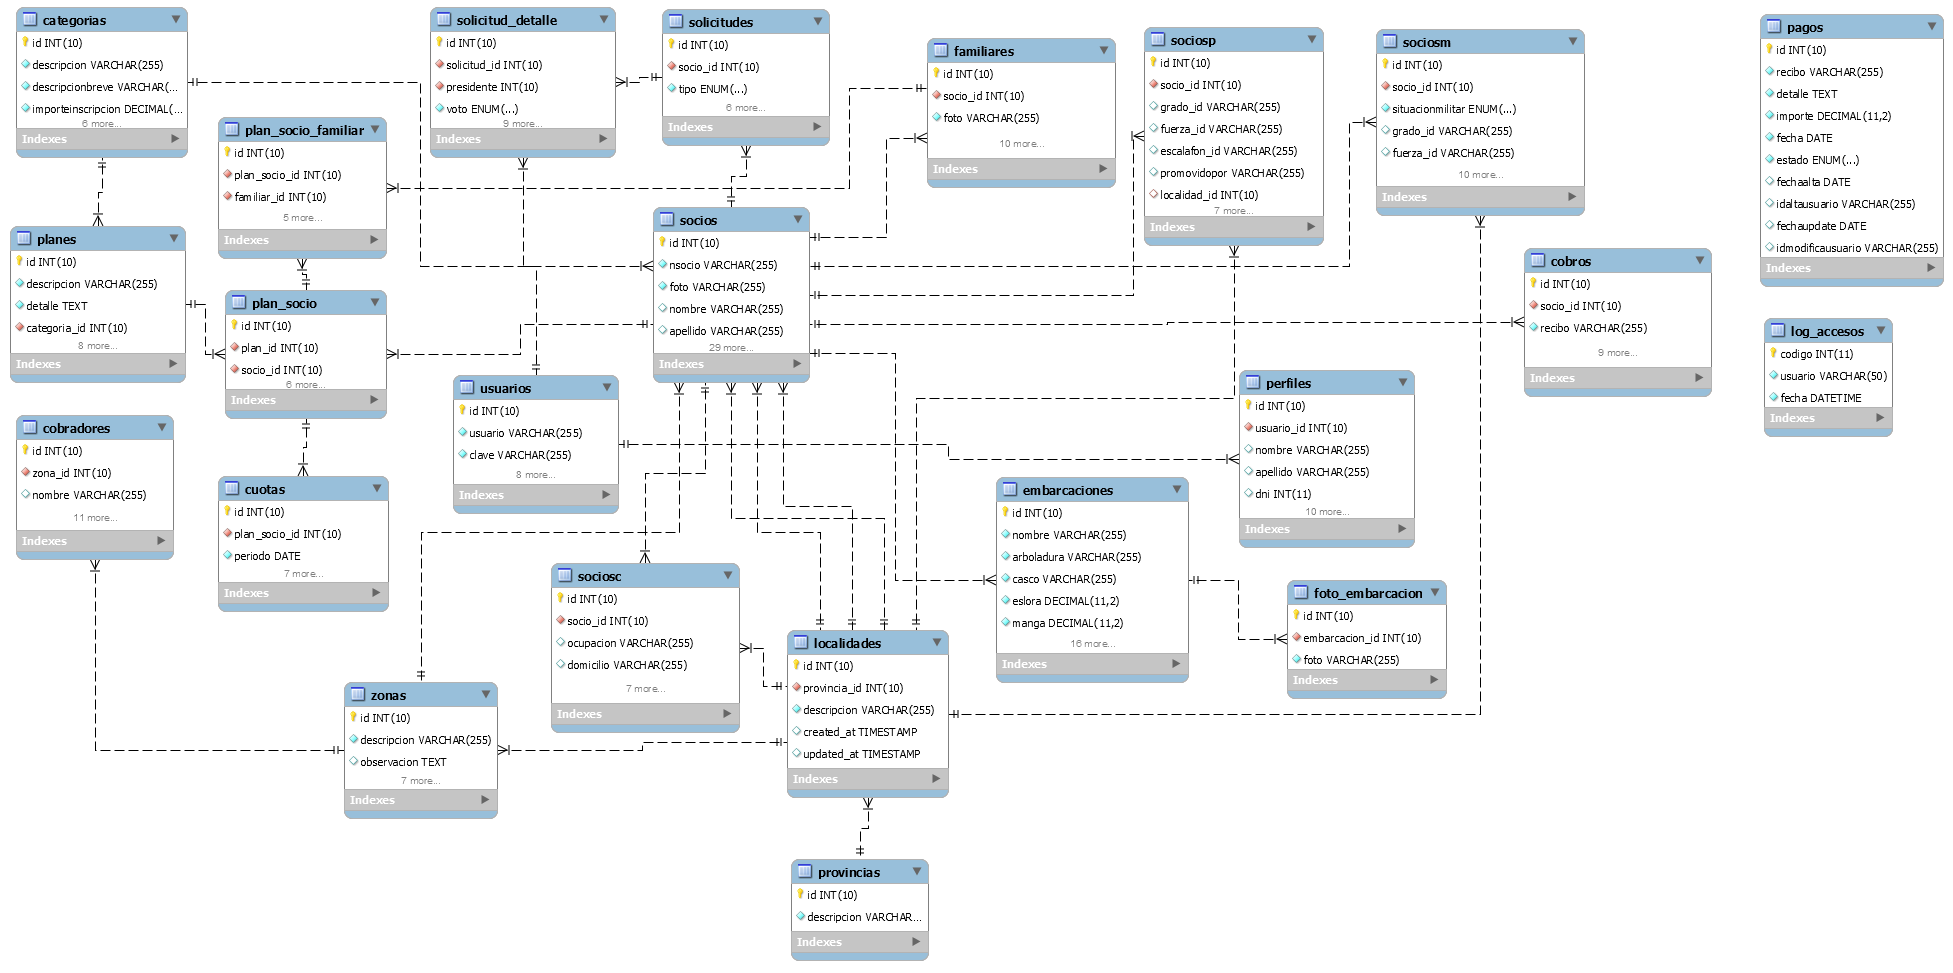 categorias
id INT(10)
descripcion VARCHAR(255)
descripcionbreve VARCHAR(...
importeinscripcion DECIMAL(...
6 more...
Indexes
solicitud_detalle
id INT(10)
solicitud_id INT(10)
presidente INT(10)
voto ENUM(...)
9 more...
Indexes
solicitudes
id INT(10)
socio_id INT(10)
tipo ENUM(...)
6 more...
Indexes
familiares
id INT(10)
socio_id INT(10)
foto VARCHAR(255)
10 more...
Indexes
sociosp
id INT(10)
socio_id INT(10)
grado_id VARCHAR(255)
fuerza_id VARCHAR(255)
escalafon_id VARCHAR(255)
promovidopor VARCHAR(255)
localidad_id INT(10)
7 more...
Indexes
sociosm
id INT(10)
socio_id INT(10)
situacionmilitar ENUM(...)
grado_id VARCHAR(255)
fuerza_id VARCHAR(255)
10 more...
Indexes
pagos
id INT(10)
recibo VARCHAR(255)
detalle TEXT
importe DECIMAL(11,2)
fecha DATE
estado ENUM(...)
fechaalta DATE
idaltausuario VARCHAR(255)
fechaupdate DATE
idmodificausuario VARCHAR(255)
Indexes
plan_socio_familiar
id INT(10)
plan_socio_id INT(10)
familiar_id INT(10)
5 more...
Indexes
socios
id INT(10)
nsocio VARCHAR(255)
foto VARCHAR(255)
nombre VARCHAR(255)
apellido VARCHAR(255)
29 more...
Indexes
planes
id INT(10)
descripcion VARCHAR(255)
detalle TEXT
categoria_id INT(10)
8 more...
Indexes
plan_socio
id INT(10)
plan_id INT(10)
socio_id INT(10)
6 more...
Indexes
cobros
id INT(10)
socio_id INT(10)
recibo VARCHAR(255)
9 more...
Indexes
log_accesos
codigo INT(11)
usuario VARCHAR(50)
fecha DATETIME
Indexes
usuarios
id INT(10)
usuario VARCHAR(255)
clave VARCHAR(255)
8 more...
Indexes
perfiles
id INT(10)
usuario_id INT(10)
nombre VARCHAR(255)
apellido VARCHAR(255)
dni INT(11)
10 more...
Indexes
cobradores
id INT(10)
zona_id INT(10)
nombre VARCHAR(255)
11 more...
Indexes
cuotas
id INT(10)
plan_socio_id INT(10)
periodo DATE
7 more...
Indexes
embarcaciones
id INT(10)
nombre VARCHAR(255)
arboladura VARCHAR(255)
casco VARCHAR(255)
eslora DECIMAL(11,2)
manga DECIMAL(11,2)
16 more...
Indexes
sociosc
id INT(10)
socio_id INT(10)
ocupacion VARCHAR(255)
domicilio VARCHAR(255)
7 more...
Indexes
foto_embarcacion
id INT(10)
embarcacion_id INT(10)
foto VARCHAR(255)
Indexes
localidades
id INT(10)
provincia_id INT(10)
descripcion VARCHAR(255)
created_at TIMESTAMP
updated_at TIMESTAMP
Indexes
zonas
id INT(10)
descripcion VARCHAR(255)
observacion TEXT
7 more...
Indexes
provincias
id INT(10)
descripcion VARCHAR...
Indexes